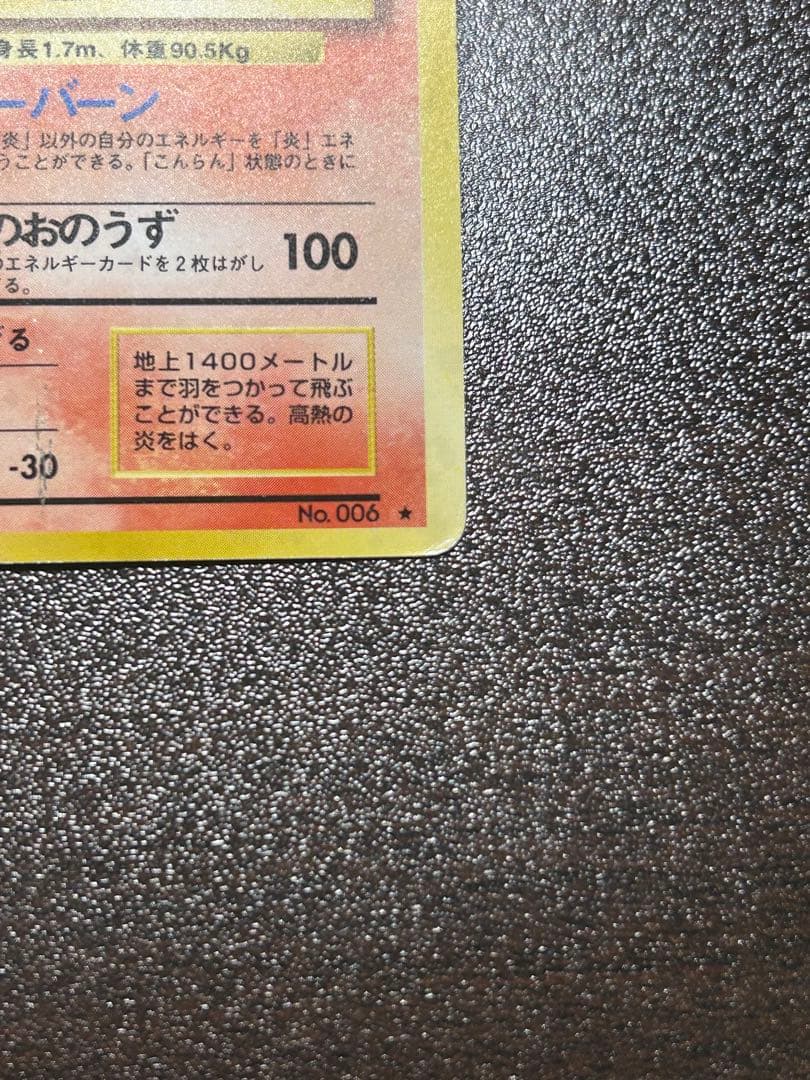 身長1.7m、体重90.5Kg
ーバーン
炎」以外の自分のエネルギーを「炎」エネ
うことができる。「こんらん」状態のときに
のおのうず 100
のエネルギーカードを2枚はがし
する。
げる
地上1400メートル
まで羽をつかって飛ぶ
ことができる。高熱の
炎をはく。
-30
No. 006 ★